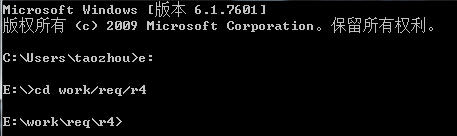 Microsoft Windows [版本 6.1.7601]
版权所有 (c) 2009 Microsoft Corporation。保留所有权利。
C:\Users\taozhou>e:
E:\>cd work/req/r4
E:\work\req\r4>